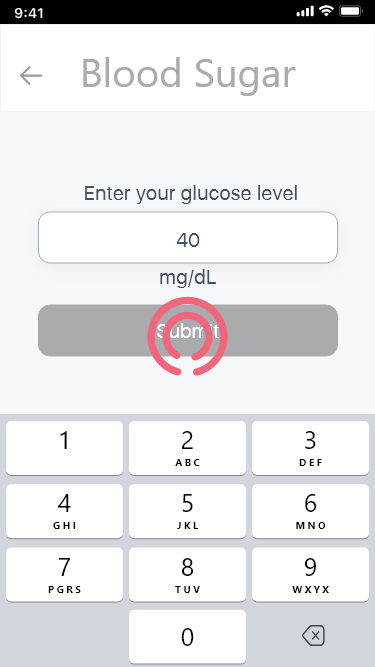 9:41
Blood Sugar
Enter your glucose level
40
mg/dL
Submit
1
2
ABC
3
DEF
4
GHI
5
JKL
6
MNO
7
PGRS
8
TUV
9
WXYX
0